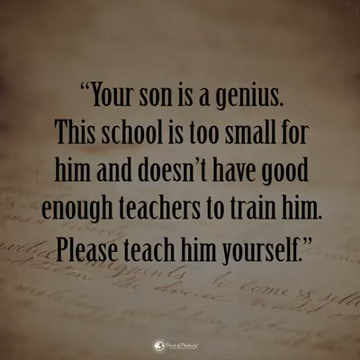 “Your son is a genius.
This school is too small for
him and doesn’t have good
enough teachers to train him.
Please teach him yourself.”